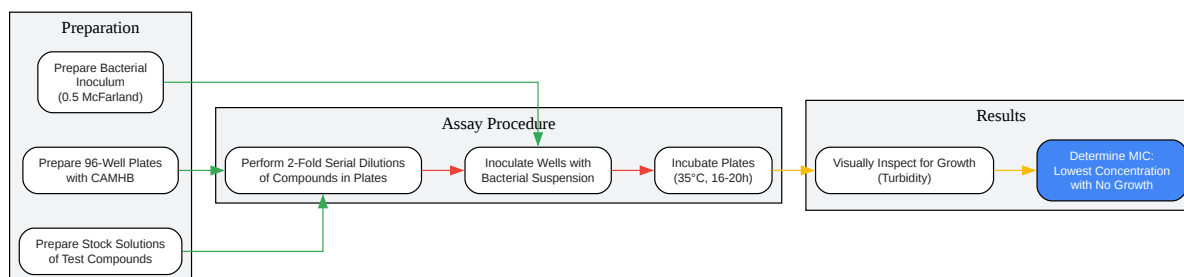 Preparation
Prepare Bacterial
Inoculum
(0.5 McFarland)
Prepare 96-Well Plates
with CAMHB
Prepare Stock Solutions
of Test Compounds
Assay Procedure
Perform 2-Fold Serial Dilutions
of Compounds in Plates
Inoculate Wells with
Bacterial Suspension
Incubate Plates
(35°C, 16-20h)
Results
Visually Inspect for Growth
(Turbidity)
Determine MIC:
Lowest Concentration
with No Growth